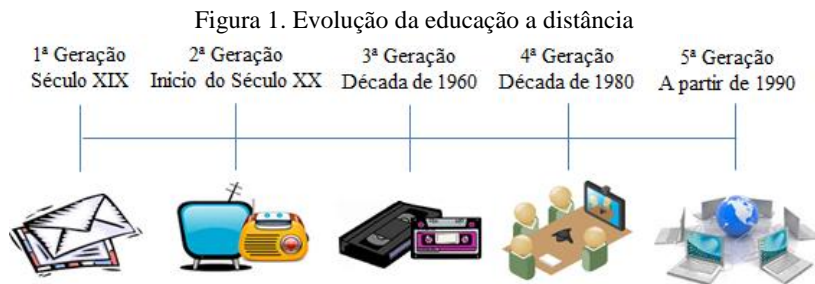 Figura 1. Evolução da educação a distância
1ª Geração
Século XIX
2ª Geração
Inicio do Século XX
3ª Geração
Década de 1960
4ª Geração
Década de 1980
5ª Geração
A partir de 1990